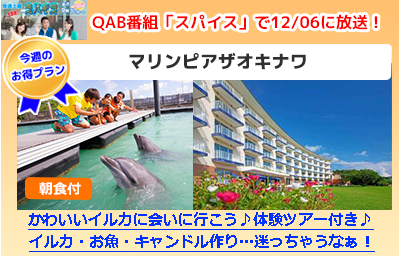 QAB番組「スパイス」で12/06に放送！
スパイス
今週の
お得プラン
マリンピアザオキナワ
朝食付
かわいいイルカに会いに行こう♪体験ツアー付き♪
イルカ・お魚・キャンドル作り…迷っちゃうなぁ！